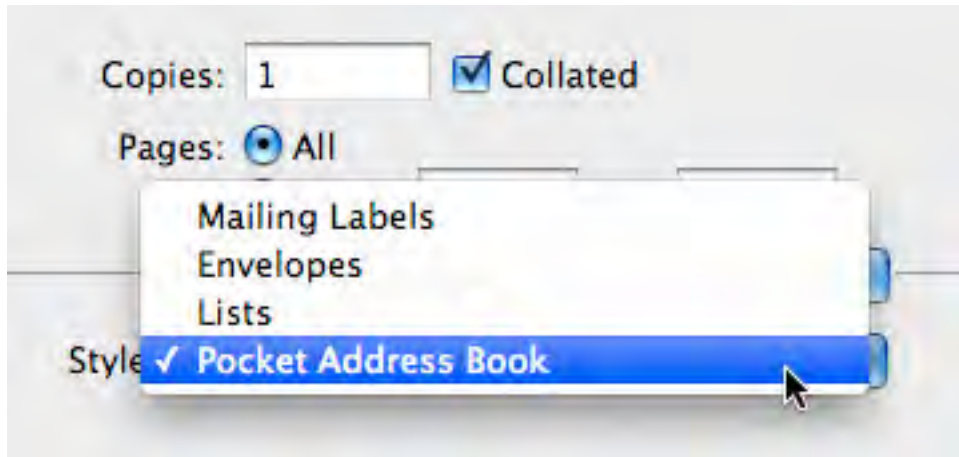 Copies: 1 Collated
Pages: All
Mailing Labels
Envelopes
Lists
Style ✓ Pocket Address Book